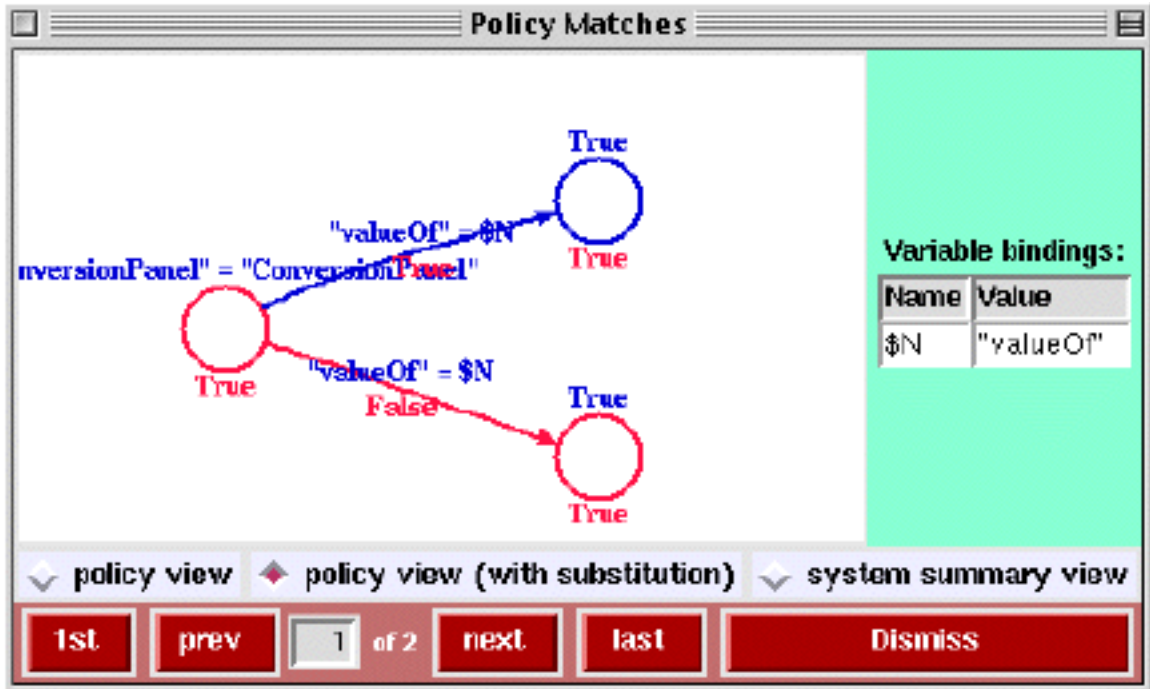 Policy Matches
True
"valueOf" = $N
True
True
nversionPanel" = "ConversionPanel"
True
"valueOf" = $N
False
True
True
Variable bindings:
Name Value
$N "valueOf"
policy view policy view (with substitution) system summary view
1st prev 1 of 2 next last Dismiss